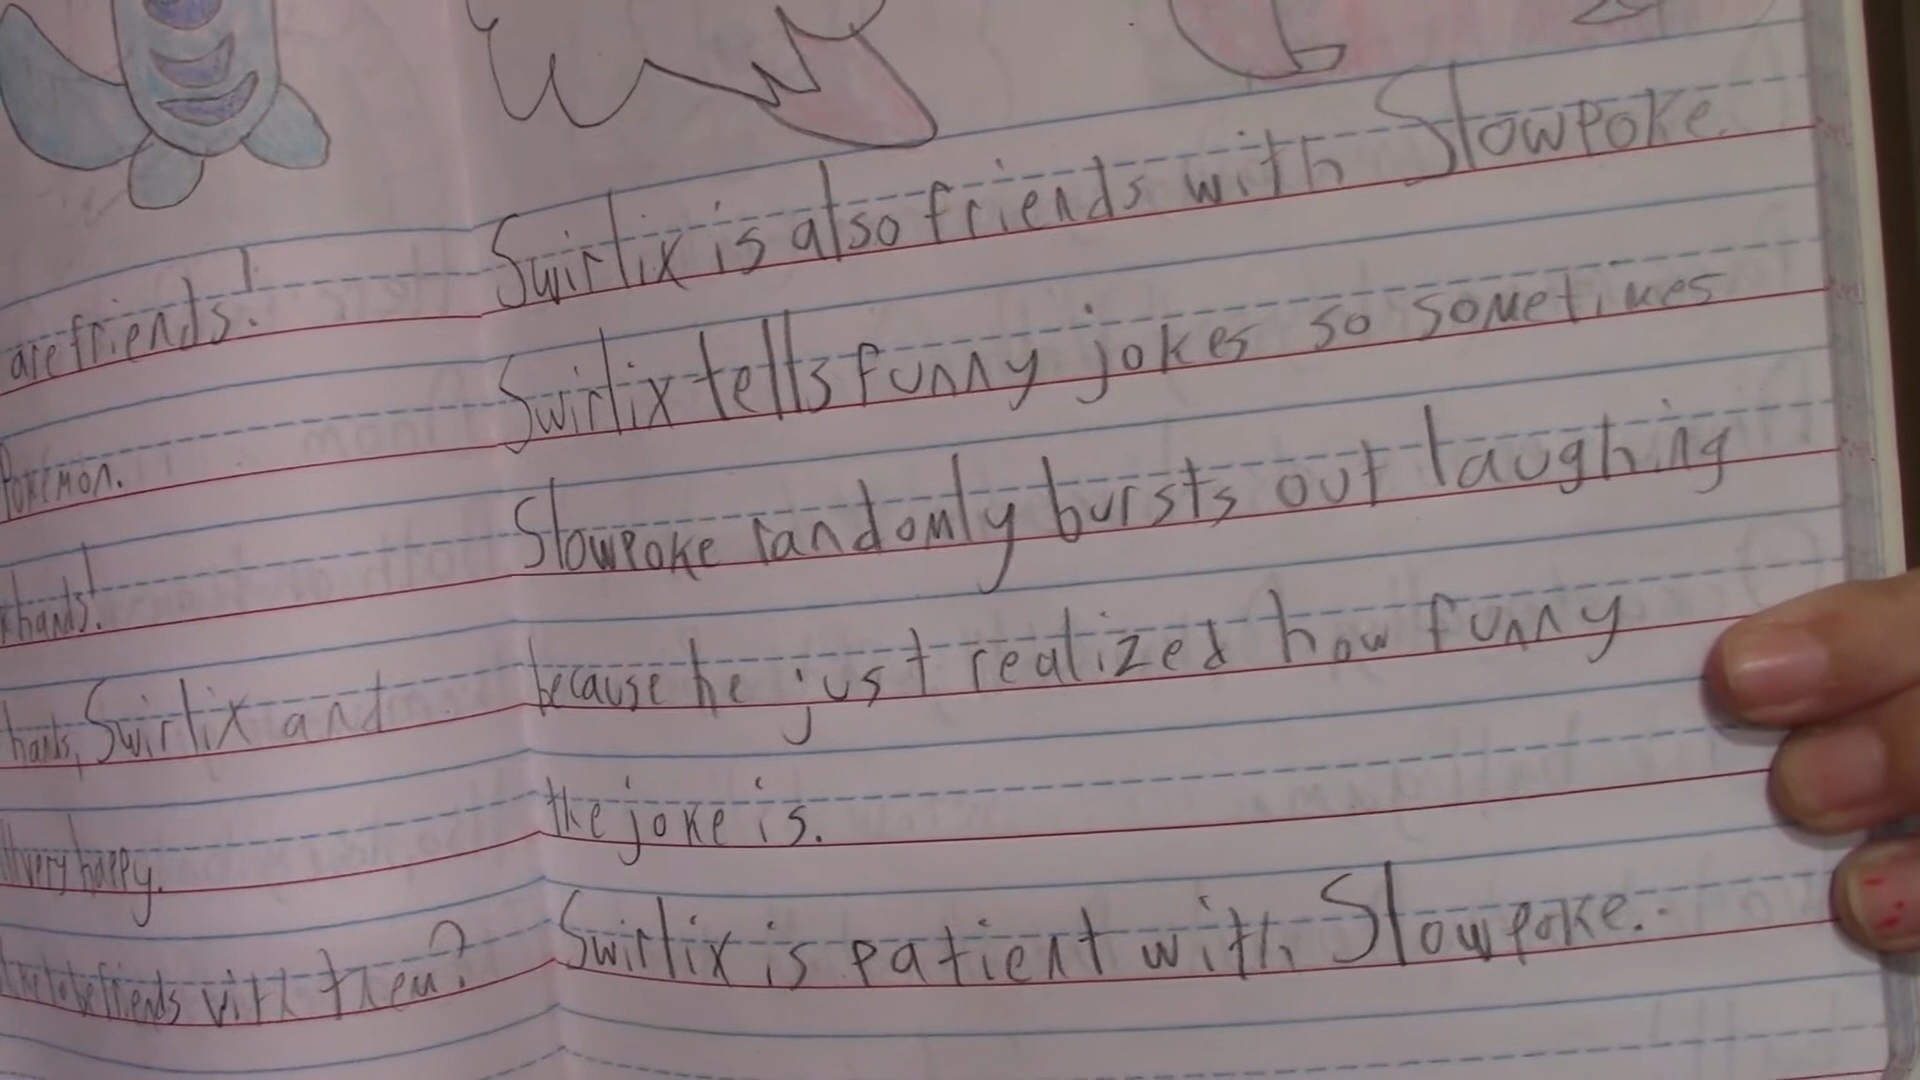 are friends!
Pokemon.
hands!
hands, Swirlix and
very happy.
to be friends with them?
Swirlix is also friends with Slowpoke.
Swirlix tells funny jokes so sometimes
Slowpoke randomly bursts out laughing
because he just realized how funny
the joke is.
Swirlix is patient with Slowpoke.